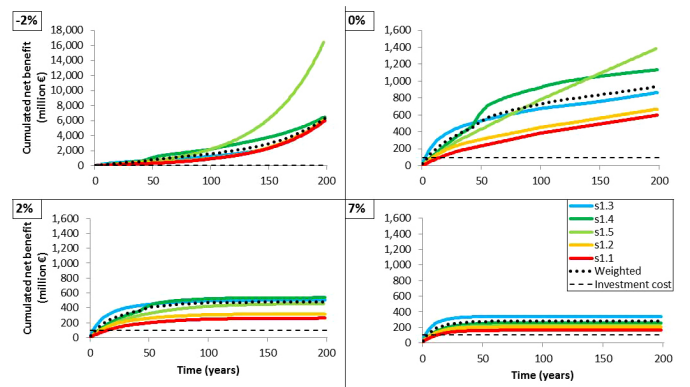 -2%
Cumulated net benefit
(million €)
18,000
16,000
14,000
12,000
10,000
8,000
6,000
4,000
2,000
0
0 50 100 150 200
0%
1,600
1,400
1,200
1,000
800
600
400
200
0
0 50 100 150 200
2%
Cumulated net benefit
(million €)
1,600
1,400
1,200
1,000
800
600
400
200
0
0 50 100 150 200
Time (years)
7%
1,600
1,400
1,200
1,000
800
600
400
200
0
0 50 100 150 200
Time (years)
s1.3
s1.4
s1.5
s1.2
s1.1
Weighted
Investment cost